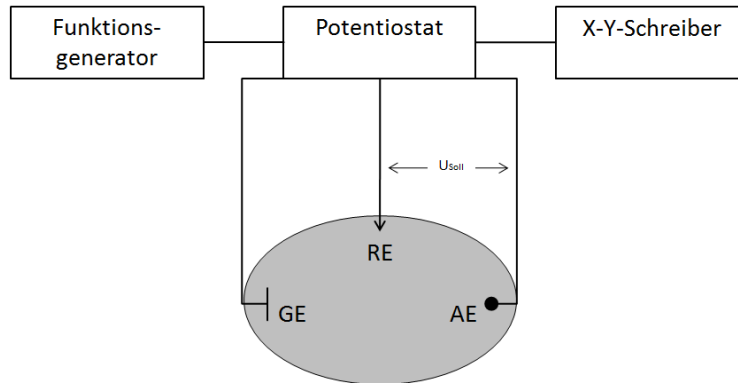 Funktions-
generator
Potentiostat
X-Y-Schreiber
USoll
RE
GE
AE